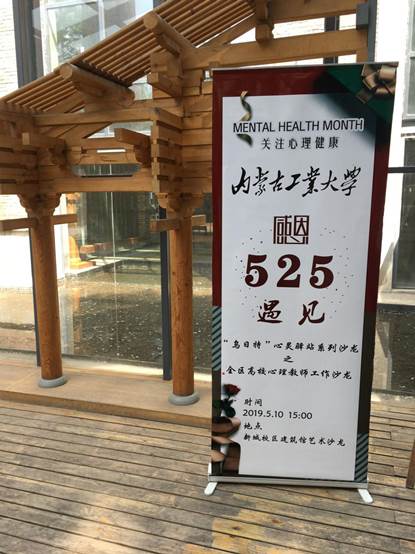 MENTAL HEALTH MONTH
关注心理健康
内蒙古工業大學
感恩
525
遇见
“乌日特”心灵驿站系列沙龙
之
全区高校心理教师工作沙龙
时间
2019.5.10 15:00
地点
新城校区建筑馆艺术沙龙